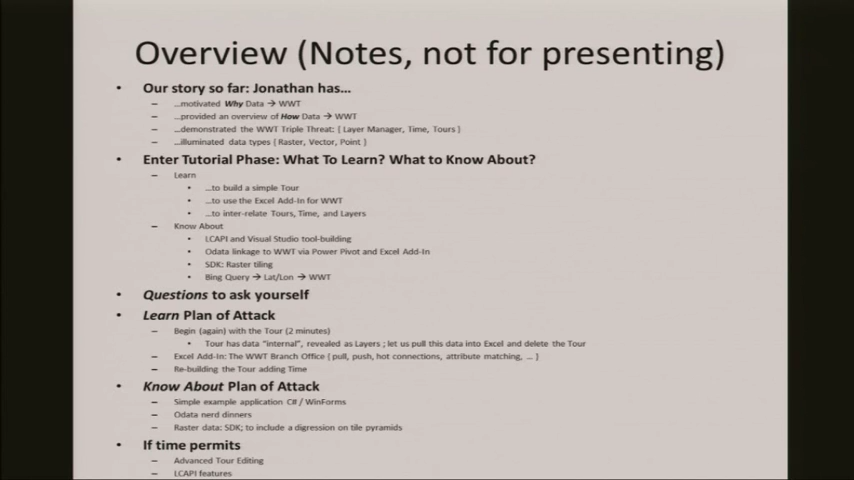 Overview (Notes, not for presenting)
• Our story so far: Jonathan has…
– …motivated Why Data → WWT
– …provided an overview of How Data → WWT
– …demonstrated the WWT Triple Threat: { Layer Manager, Time, Tours }
– …illuminated data types { Raster, Vector, Point }
• Enter Tutorial Phase: What To Learn? What to Know About?
– Learn
• …to build a simple Tour
• …to use the Excel Add-In for WWT
• …to inter-relate Tours, Time, and Layers
– Know About
• LCAPI and Visual Studio tool-building
• Odata linkage to WWT via Power Pivot and Excel Add-In
• SDK: Raster tiling
• Bing Query → Lat/Lon → WWT
• Questions to ask yourself
• Learn Plan of Attack
– Begin (again) with the Tour (2 minutes)
• Tour has data "internal", revealed as Layers ; let us pull this data into Excel and delete the Tour
– Excel Add-In: The WWT Branch Office { pull, push, hot connections, attribute matching, … }
– Re-building the Tour adding Time
• Know About Plan of Attack
– Simple example application C# / WinForms
– Odata nerd dinners
– Raster data: SDK; to include a digression on tile pyramids
• If time permits
– Advanced Tour Editing
– LCAPI features